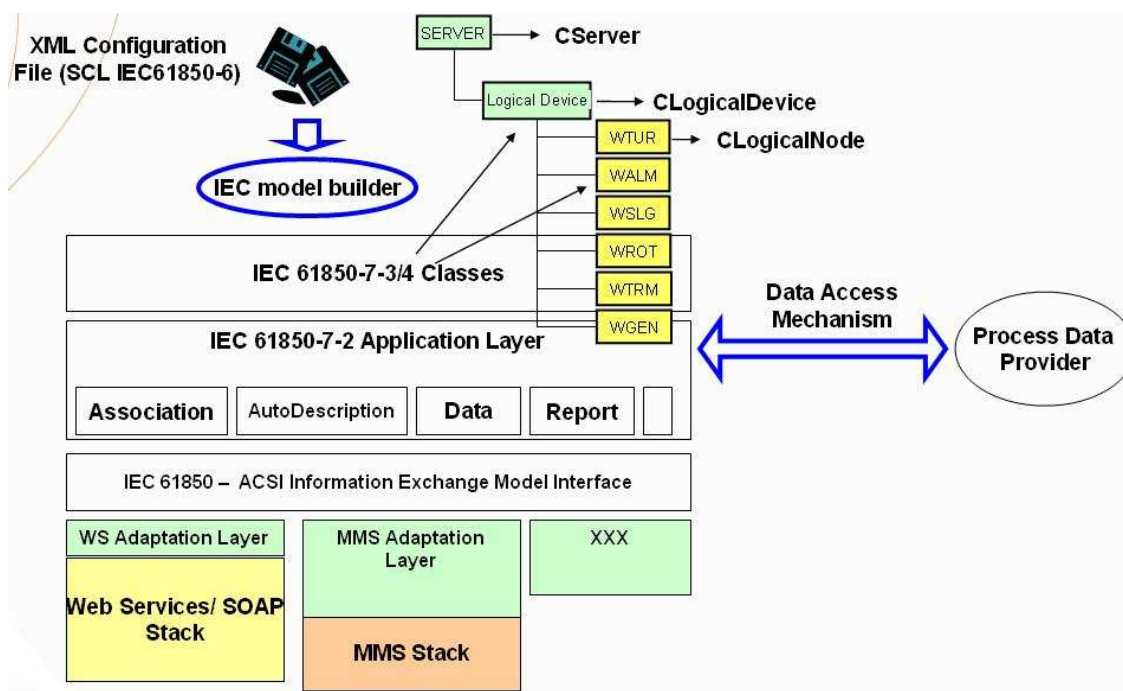 XML Configuration
File (SCL IEC61850-6)
SERVER
CServer
Logical Device
CLogicalDevice
WTUR
CLogicalNode
WALM
IEC model builder
WSLG
WROT
IEC 61850-7-3/4 Classes
WTRM
WGEN
Data Access
Mechanism
Process Data
Provider
IEC 61850-7-2 Application Layer
Association
AutoDescription
Data
Report
IEC 61850 – ACSI Information Exchange Model Interface
WS Adaptation Layer
Web Services/ SOAP
Stack
MMS Adaptation
Layer
MMS Stack
XXX